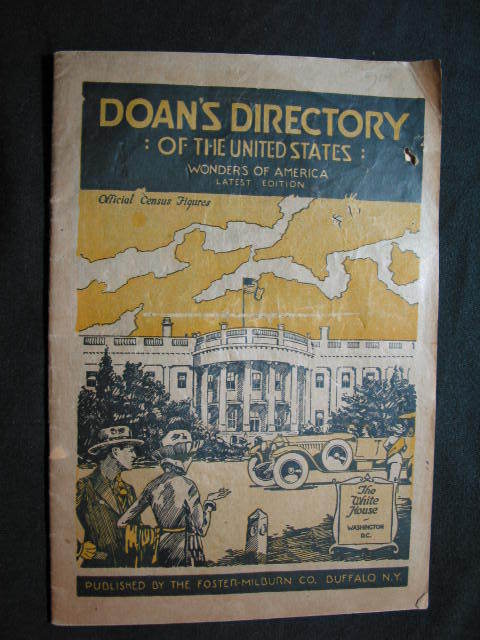 DOAN'S DIRECTORY
: OF THE UNITED STATES :
WONDERS OF AMERICA
LATEST EDITION
Official Census Figures
The
White
House
WASHINGTON
D.C.
PUBLISHED BY THE FOSTER-MILBURN CO. BUFFALO N.Y.